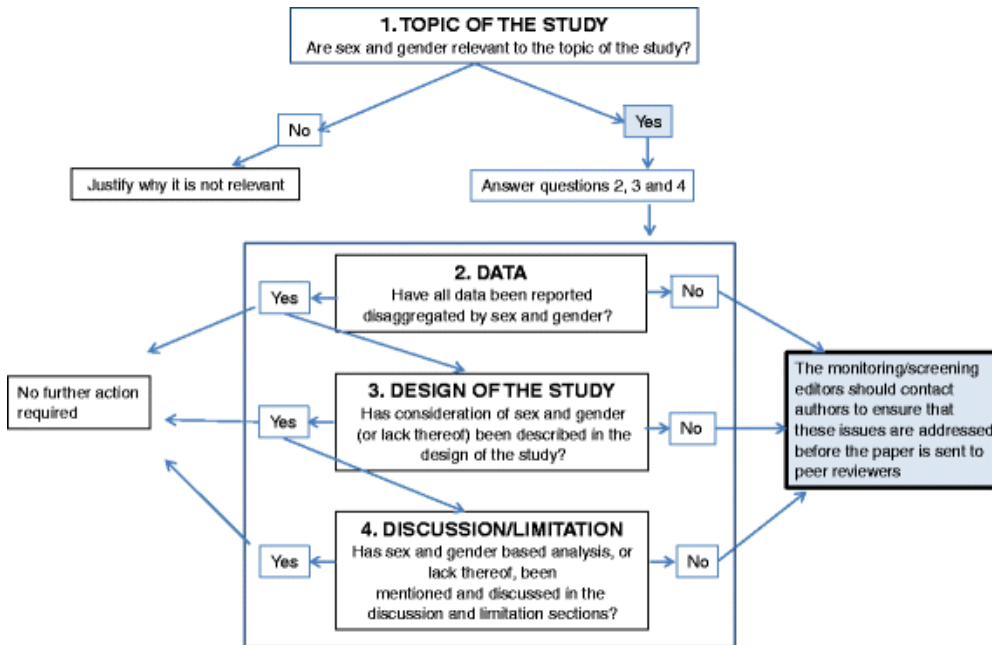 1. TOPIC OF THE STUDY
Are sex and gender relevant to the topic of the study?
No
Yes
Justify why it is not relevant
Answer questions 2, 3 and 4
2. DATA
Have all data been reported
disaggregated by sex and gender?
Yes
No
3. DESIGN OF THE STUDY
Has consideration of sex and gender
(or lack thereof) been described in the
design of the study?
Yes
No
No further action
required
The monitoring/screening
editors should contact
authors to ensure that
these issues are addressed
before the paper is sent to
peer reviewers
4. DISCUSSION/LIMITATION
Has sex and gender based analysis, or
lack thereof, been
mentioned and discussed in the
discussion and limitation sections?
Yes
No